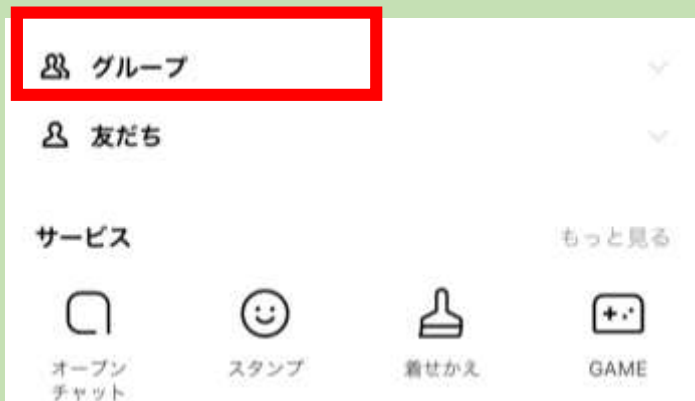 グループ
友だち
サービス
もっと見る
オープン
チャット
スタンプ
着せかえ
GAME